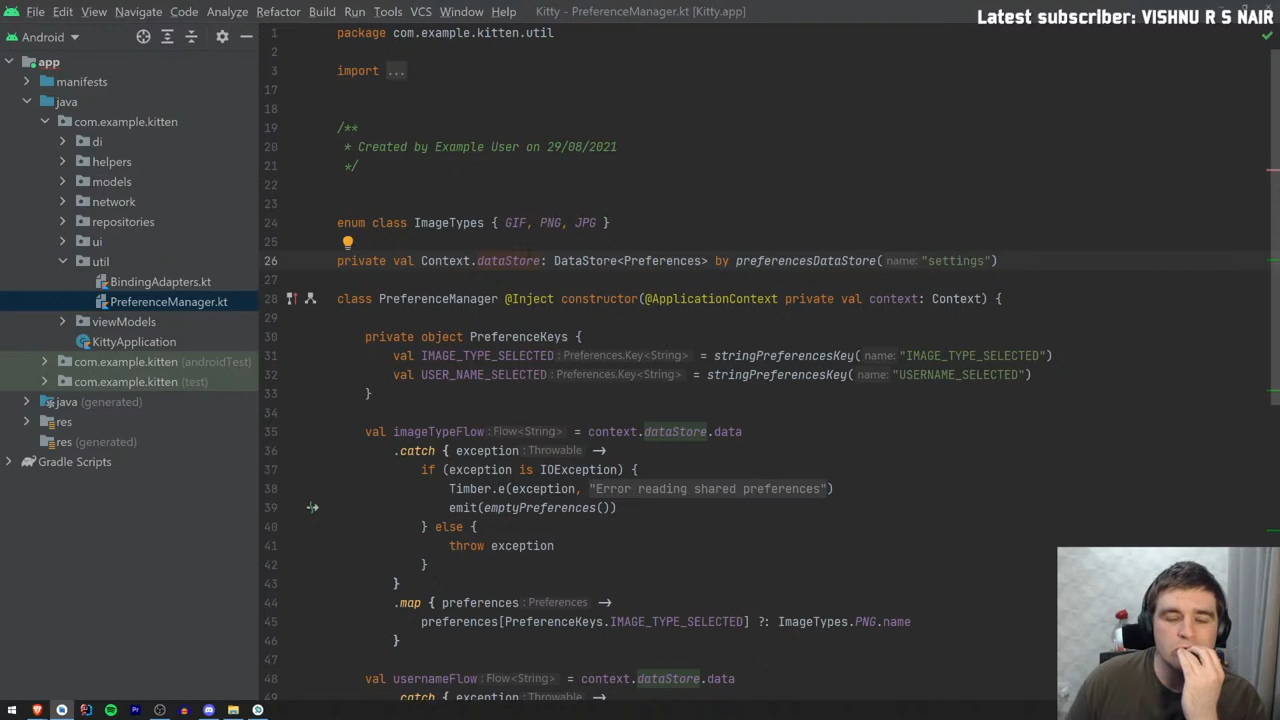 File Edit View Navigate Code Analyze Refactor Build Run Tools VCS Window Help Kitty - PreferenceManager.kt [Kitty.app]
Latest subscriber: VISHNU R S NAIR
Android
app
manifests
java
com.example.kitten
di
helpers
models
network
repositories
ui
util
BindingAdapters.kt
PreferenceManager.kt
viewModels
KittyApplication
com.example.kitten (androidTest)
com.example.kitten (test)
java (generated)
res
res (generated)
Gradle Scripts
1 package com.example.kitten.util
2
3 import ...
17
18
19 /**
20 * Created by Example User on 29/08/2021
21 */
22
23
24 enum class ImageTypes { GIF, PNG, JPG }
25
26 private val Context.dataStore: DataStore<Preferences> by preferencesDataStore( name: "settings")
28 class PreferenceManager @Inject constructor(@ApplicationContext private val context: Context) {
29
30 private object PreferenceKeys {
31 val IMAGE_TYPE_SELECTED : Preferences.Key<String> = stringPreferencesKey( name: "IMAGE_TYPE_SELECTED")
32 val USER_NAME_SELECTED : Preferences.Key<String> = stringPreferencesKey( name: "USERNAME_SELECTED")
33 }
34
35 val imageTypeFlow : Flow<String> = context.dataStore.data
36 .catch { exception : Throwable ->
37 if (exception is IOException) {
38 Timber.e(exception, "Error reading shared preferences")
39 emit(emptyPreferences())
40 } else {
41 throw exception
42 }
43 }
44 .map { preferences : Preferences ->
45 preferences[PreferenceKeys.IMAGE_TYPE_SELECTED] ?: ImageTypes.PNG.name
46 }
47
48 val usernameFlow : Flow<String> = context.dataStore.data
49 .catch { exception : Throwable ->